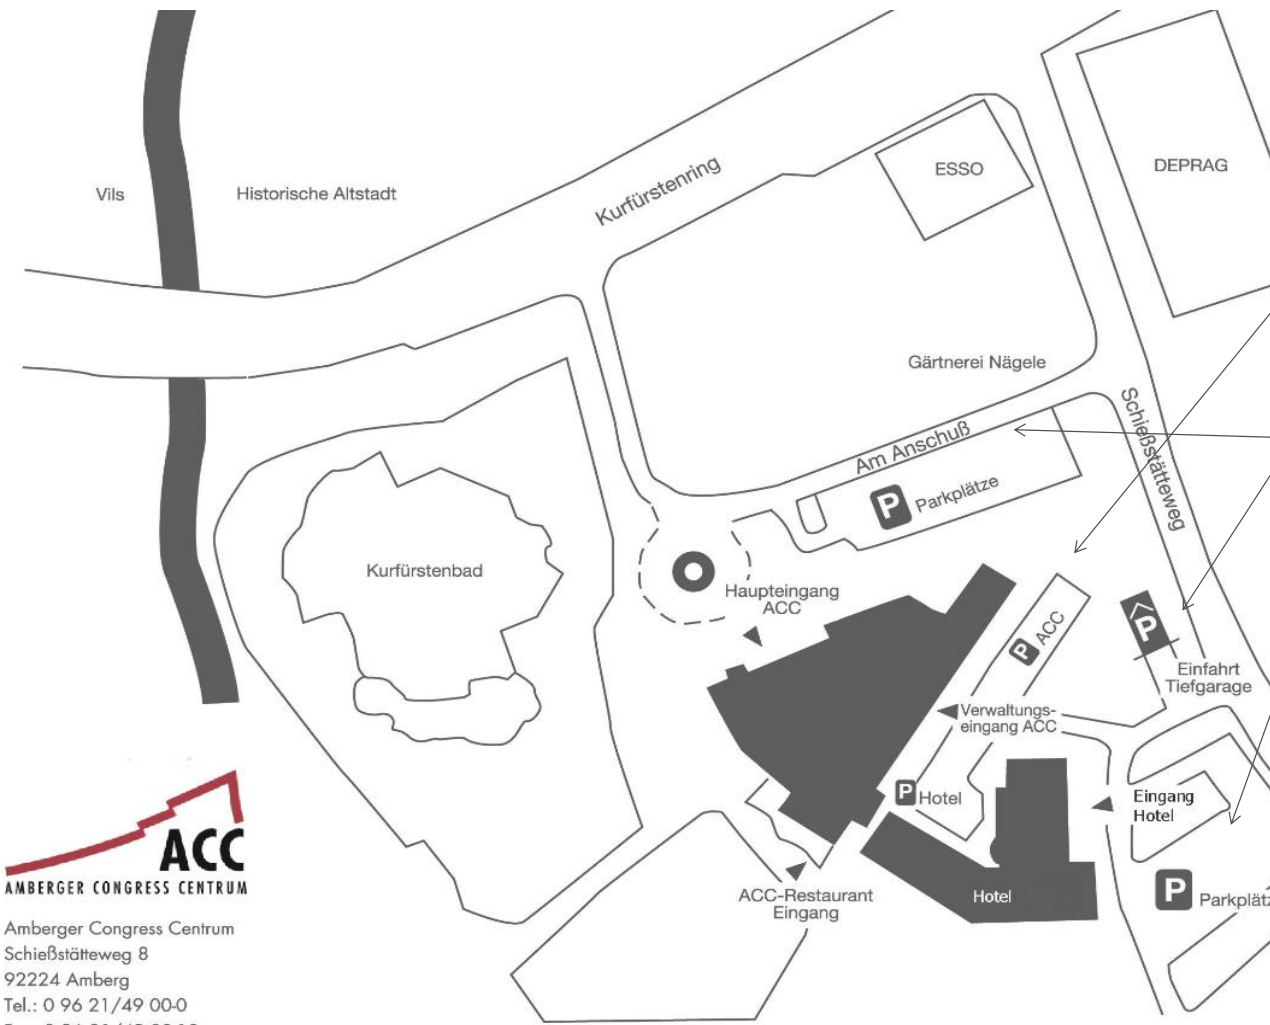 Vils
Historische Altstadt
Kurfürstenring
ESSO
DEPRAG
Gärtnerei Nägele
Am Anschuß
Schießstätteweg
P Parkplätze
Kurfürstenbad
Haupteingang
ACC
P ACC
P
Einfahrt
Tiefgarage
Verwaltungs-
eingang ACC
P Hotel
Eingang
Hotel
ACC-Restaurant
Eingang
Hotel
P Parkplätz
ACC
AMBERGER CONGRESS CENTRUM
Amberger Congress Centrum
Schießstätteweg 8
92224 Amberg
Tel.: 0 96 21/49 00-0